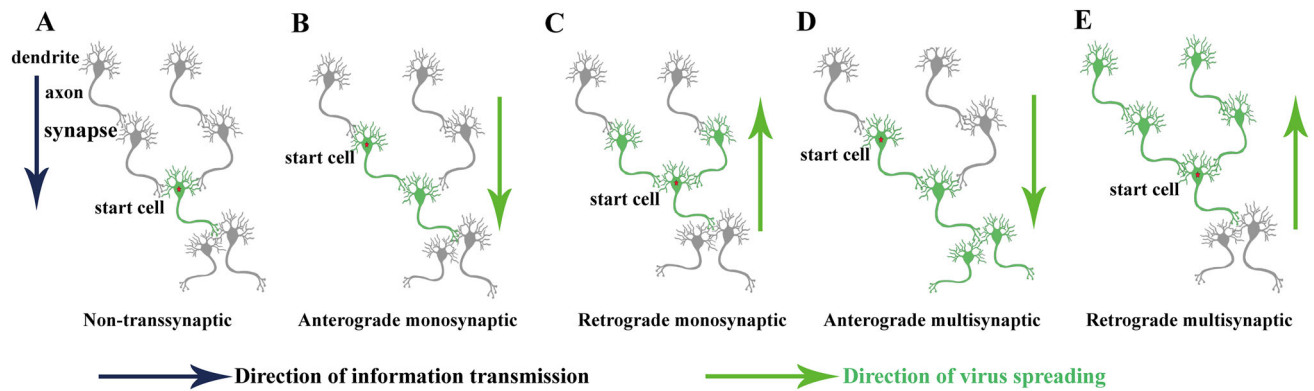 A
B
C
D
E
dendrite
axon
synapse
start cell
start cell
start cell
start cell
start cell
Non-transsynaptic
Anterograde monosynaptic
Retrograde monosynaptic
Anterograde multisynaptic
Retrograde multisynaptic
Direction of information transmission
Direction of virus spreading